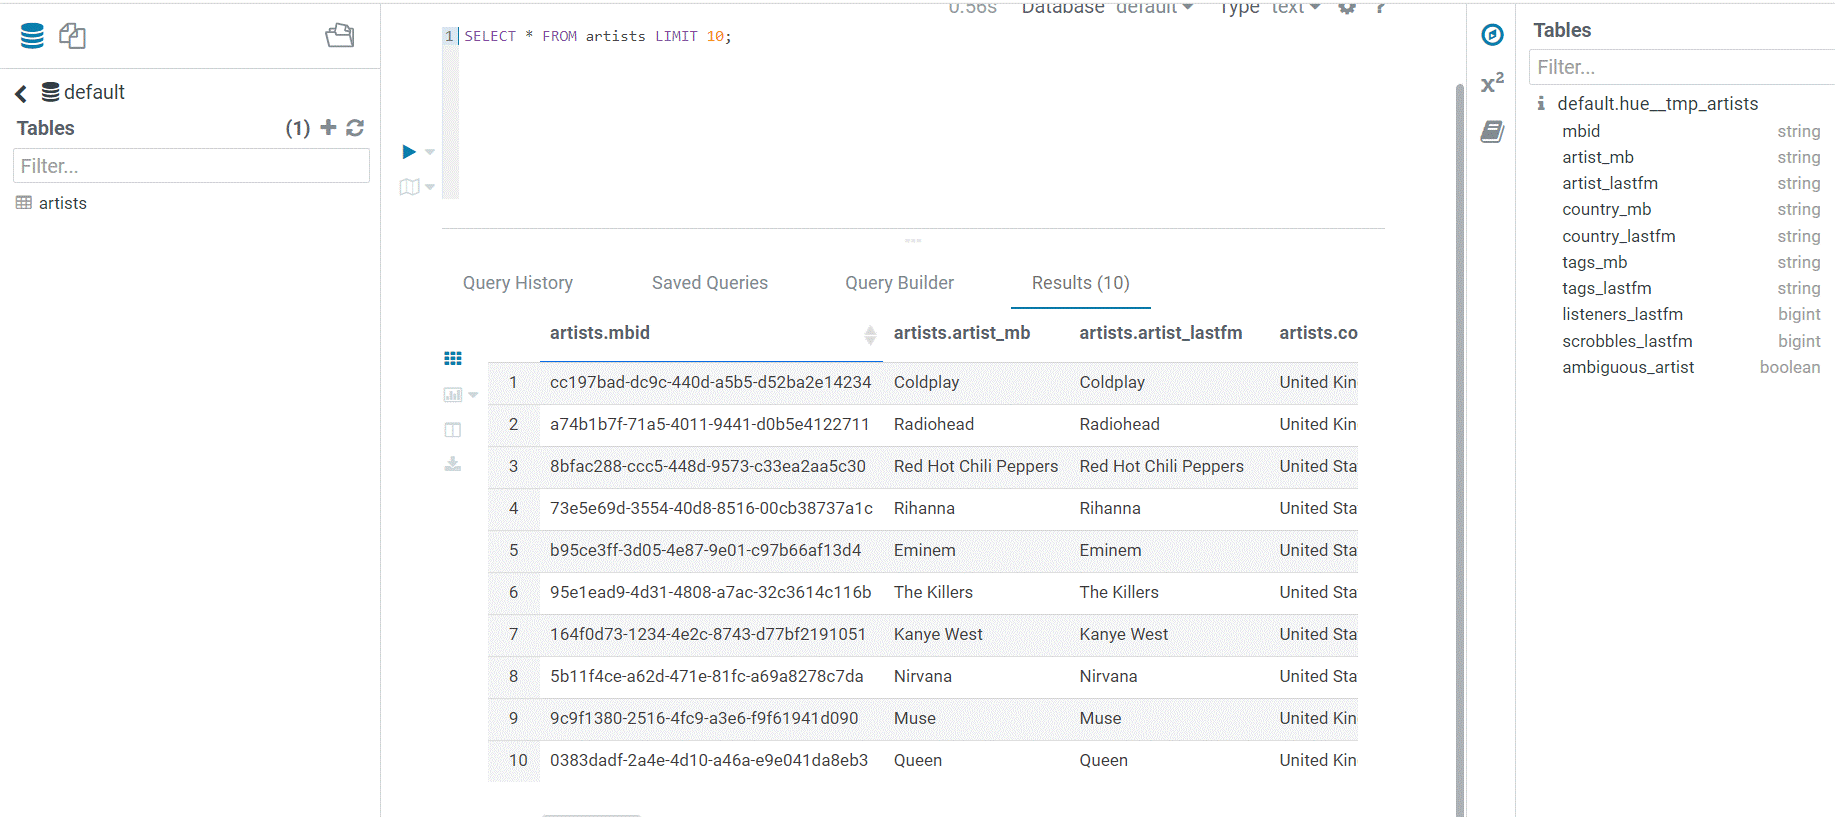 0.56s Database default Type text ?
default
Tables (1)
Filter...
artists
1 SELECT * FROM artists LIMIT 10;
Query History Saved Queries Query Builder Results (10)
artists.mbid artists.artist_mb artists.artist_lastfm artists.co
1 cc197bad-dc9c-440d-a5b5-d52ba2e14234 Coldplay Coldplay United Kin
2 a74b1b7f-71a5-4011-9441-d0b5e4122711 Radiohead Radiohead United Kin
3 8bfac288-ccc5-448d-9573-c33ea2aa5c30 Red Hot Chili Peppers Red Hot Chili Peppers United Sta
4 73e5e69d-3554-40d8-8516-00cb38737a1c Rihanna Rihanna United Sta
5 b95ce3ff-3d05-4e87-9e01-c97b66af13d4 Eminem Eminem United Sta
6 95e1ead9-4d31-4808-a7ac-32c3614c116b The Killers The Killers United Sta
7 164f0d73-1234-4e2c-8743-d77bf2191051 Kanye West Kanye West United Sta
8 5b11f4ce-a62d-471e-81fc-a69a8278c7da Nirvana Nirvana United Sta
9 9c9f1380-2516-4fc9-a3e6-f9f61941d090 Muse Muse United Kin
10 0383dadf-2a4e-4d10-a46a-e9e041da8eb3 Queen Queen United Kin
x²
Tables
Filter...
default.hue__tmp_artists
mbid string
artist_mb string
artist_lastfm string
country_mb string
country_lastfm string
tags_mb string
tags_lastfm string
listeners_lastfm bigint
scrobbles_lastfm bigint
ambiguous_artist boolean